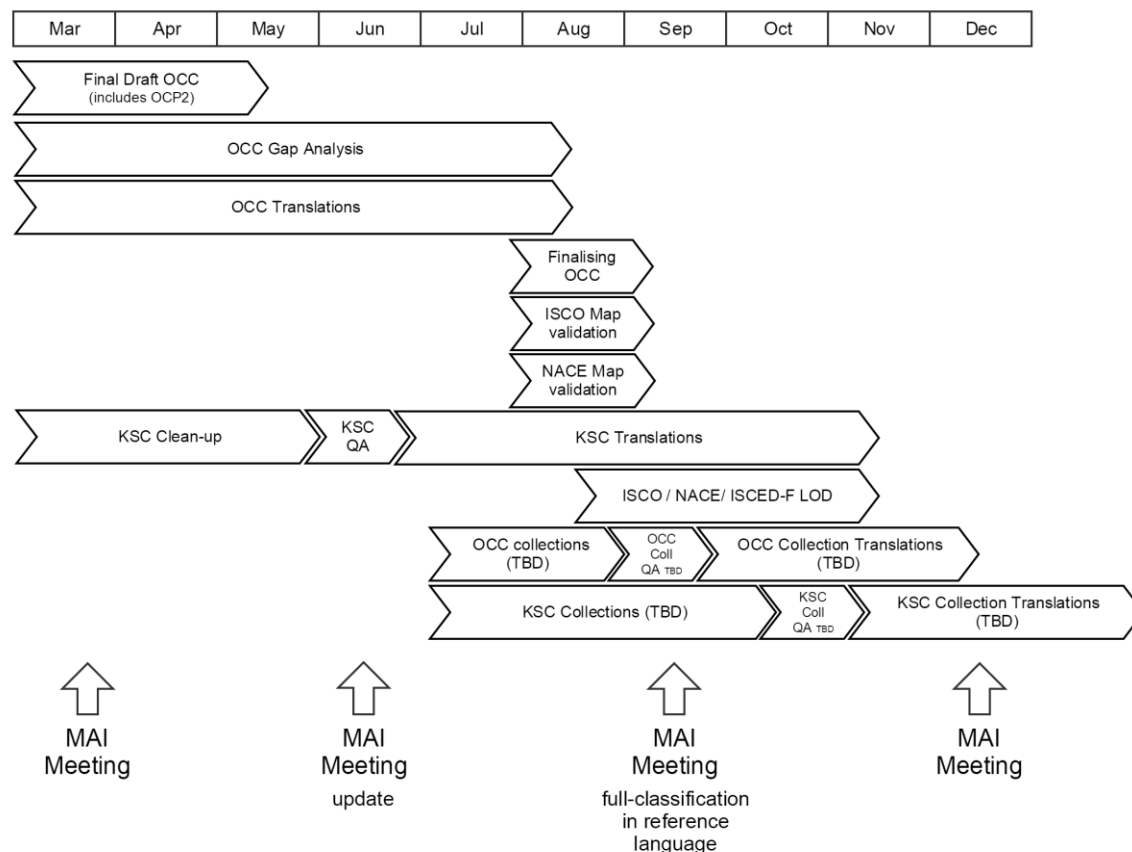 Mar Apr May Jun Jul Aug Sep Oct Nov Dec
Final Draft OCC
(includes OCP2)
OCC Gap Analysis
OCC Translations
Finalising
OCC
ISCO Map
validation
NACE Map
validation
KSC Clean-up
KSC
QA
KSC Translations
ISCO / NACE/ ISCED-F LOD
OCC collections
(TBD)
OCC
Coll
QA TBD
OCC Collection Translations
(TBD)
KSC Collections (TBD)
KSC
Coll
QA TBD
KSC Collection Translations
(TBD)
MAI
Meeting
MAI
Meeting
update
MAI
Meeting
full-classification
in reference
language
MAI
Meeting